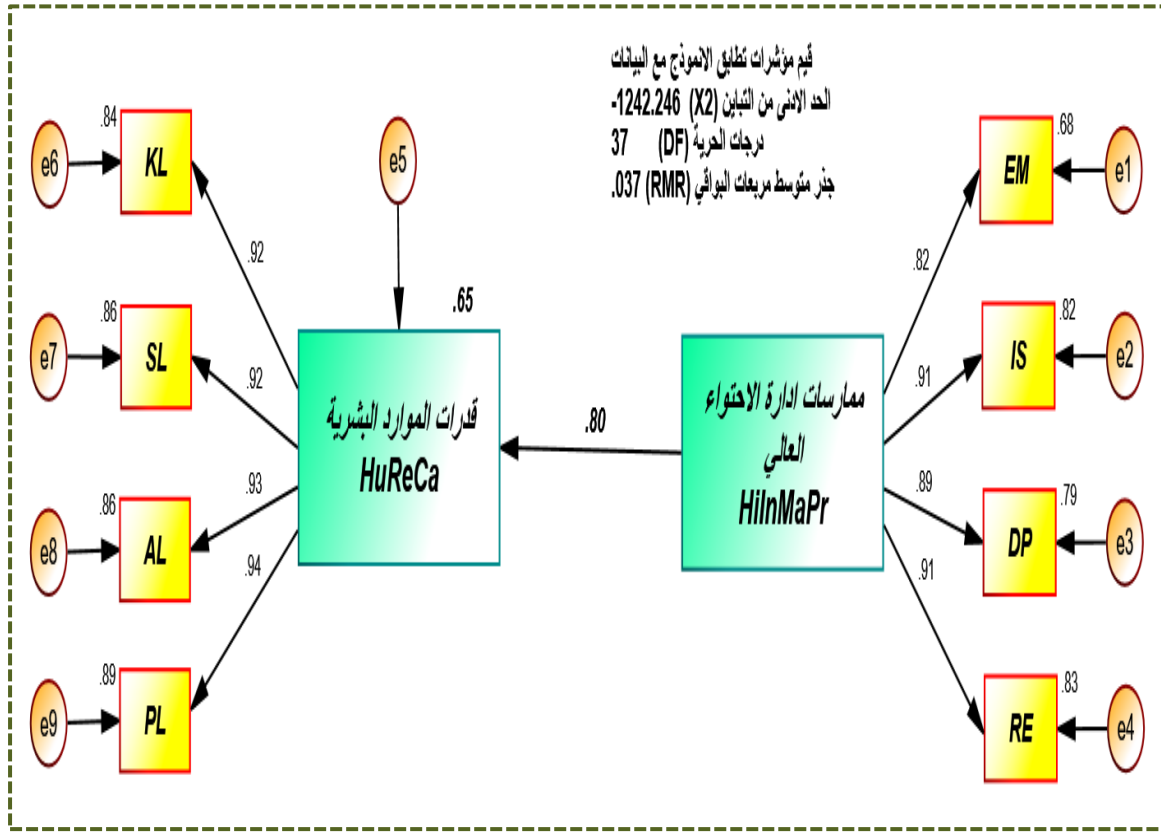 قيم مؤشرات تطابق الانموذج مع البيانات
الحد الادنى من التباين (X2) 1242.246-
درجات الحرية (DF) 37
جذر متوسط مربعات البواقي (RMR) .037
e6
.84
KL
.92
e7
.86
SL
.92
e8
.86
AL
.93
e9
.89
PL
.94
e5
.65
قدرات الموارد البشرية
HuReCa
.80
ممارسات ادارة الاحتواء
العالي
HiInMaPr
.82
EM
.68
e1
.91
IS
.82
e2
.89
DP
.79
e3
.91
RE
.83
e4